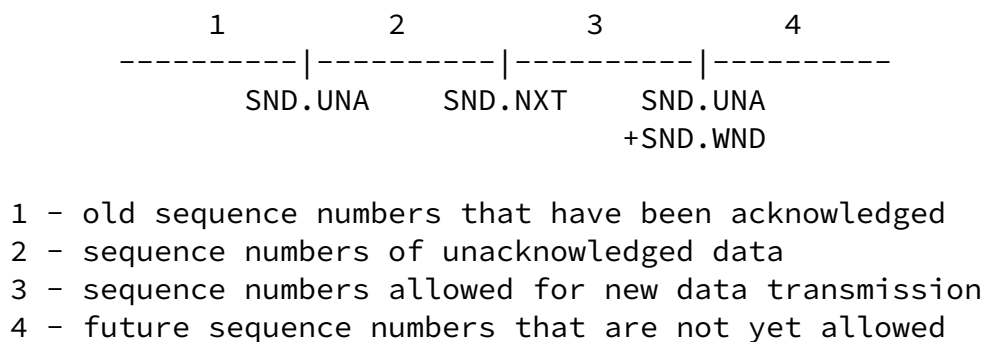 1 2 3 4
----------|----------|----------|----------
SND.UNA SND.NXT SND.UNA
+SND.WND
1 - old sequence numbers that have been acknowledged
2 - sequence numbers of unacknowledged data
3 - sequence numbers allowed for new data transmission
4 - future sequence numbers that are not yet allowed